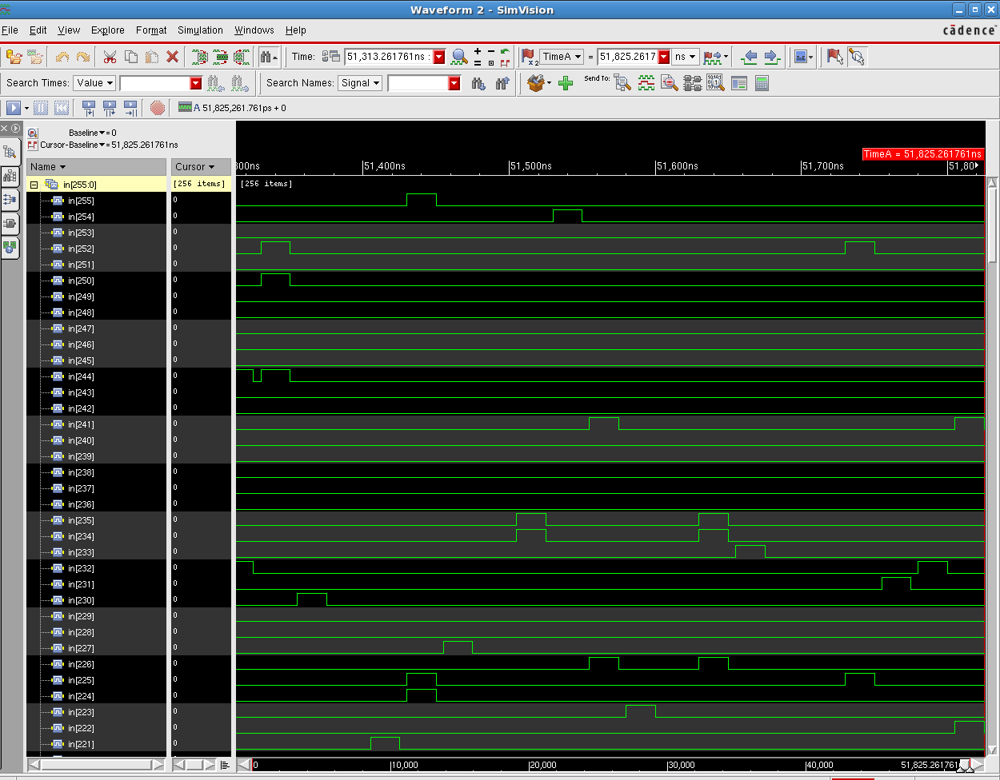 Waveform 2 - SimVision
File Edit View Explore Format Simulation Windows Help
cādence
Time: 51,313.261761ns : TimeA = 51,825.2617 ns
Search Times: Value Search Names: Signal Send To:
A 51,825,261.761ps + 0
Baseline = 0
Cursor-Baseline = 51,825.261761ns
TimeA = 51,825.261761ns
Name Cursor 300ns 51,400ns 51,500ns 51,600ns 51,700ns 51,80
in[255:0] [256 items] [256 items]
in[255] 0
in[254] 0
in[253] 0
in[252] 0
in[251] 0
in[250] 0
in[249] 0
in[248] 0
in[247] 0
in[246] 0
in[245] 0
in[244] 0
in[243] 0
in[242] 0
in[241] 0
in[240] 0
in[239] 0
in[238] 0
in[237] 0
in[236] 0
in[235] 0
in[234] 0
in[233] 0
in[232] 0
in[231] 0
in[230] 0
in[229] 0
in[228] 0
in[227] 0
in[226] 0
in[225] 0
in[224] 0
in[223] 0
in[222] 0
in[221] 0
0 10,000 20,000 30,000 40,000 51,825.261761